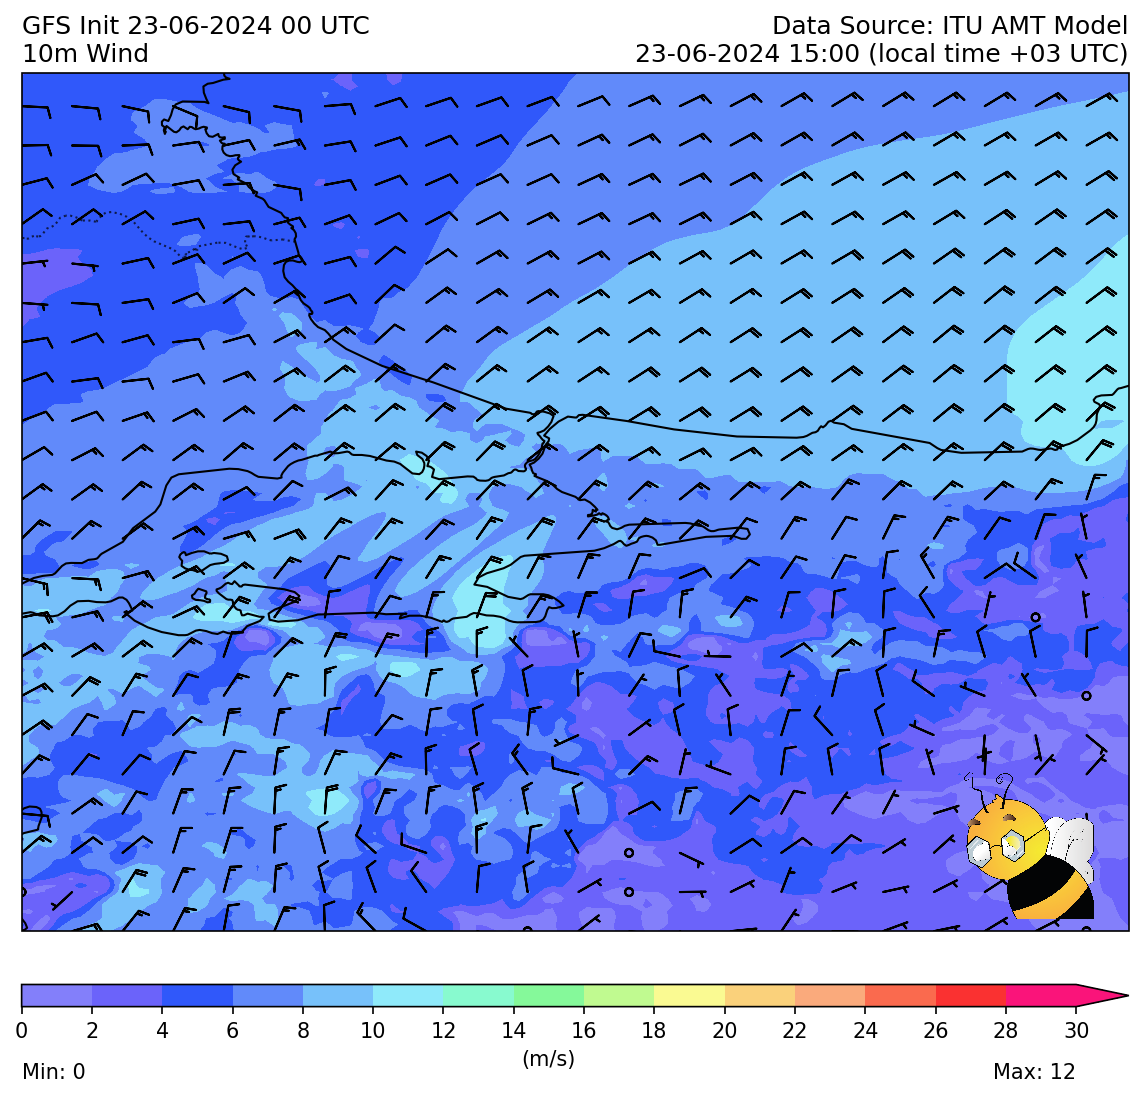 GFS Init 23-06-2024 00 UTC
Data Source: ITU AMT Model
10m Wind
23-06-2024 15:00 (local time +03 UTC)
0 2 4 6 8 10 12 14 16 18 20 22 24 26 28 30
(m/s)
Min: 0
Max: 12